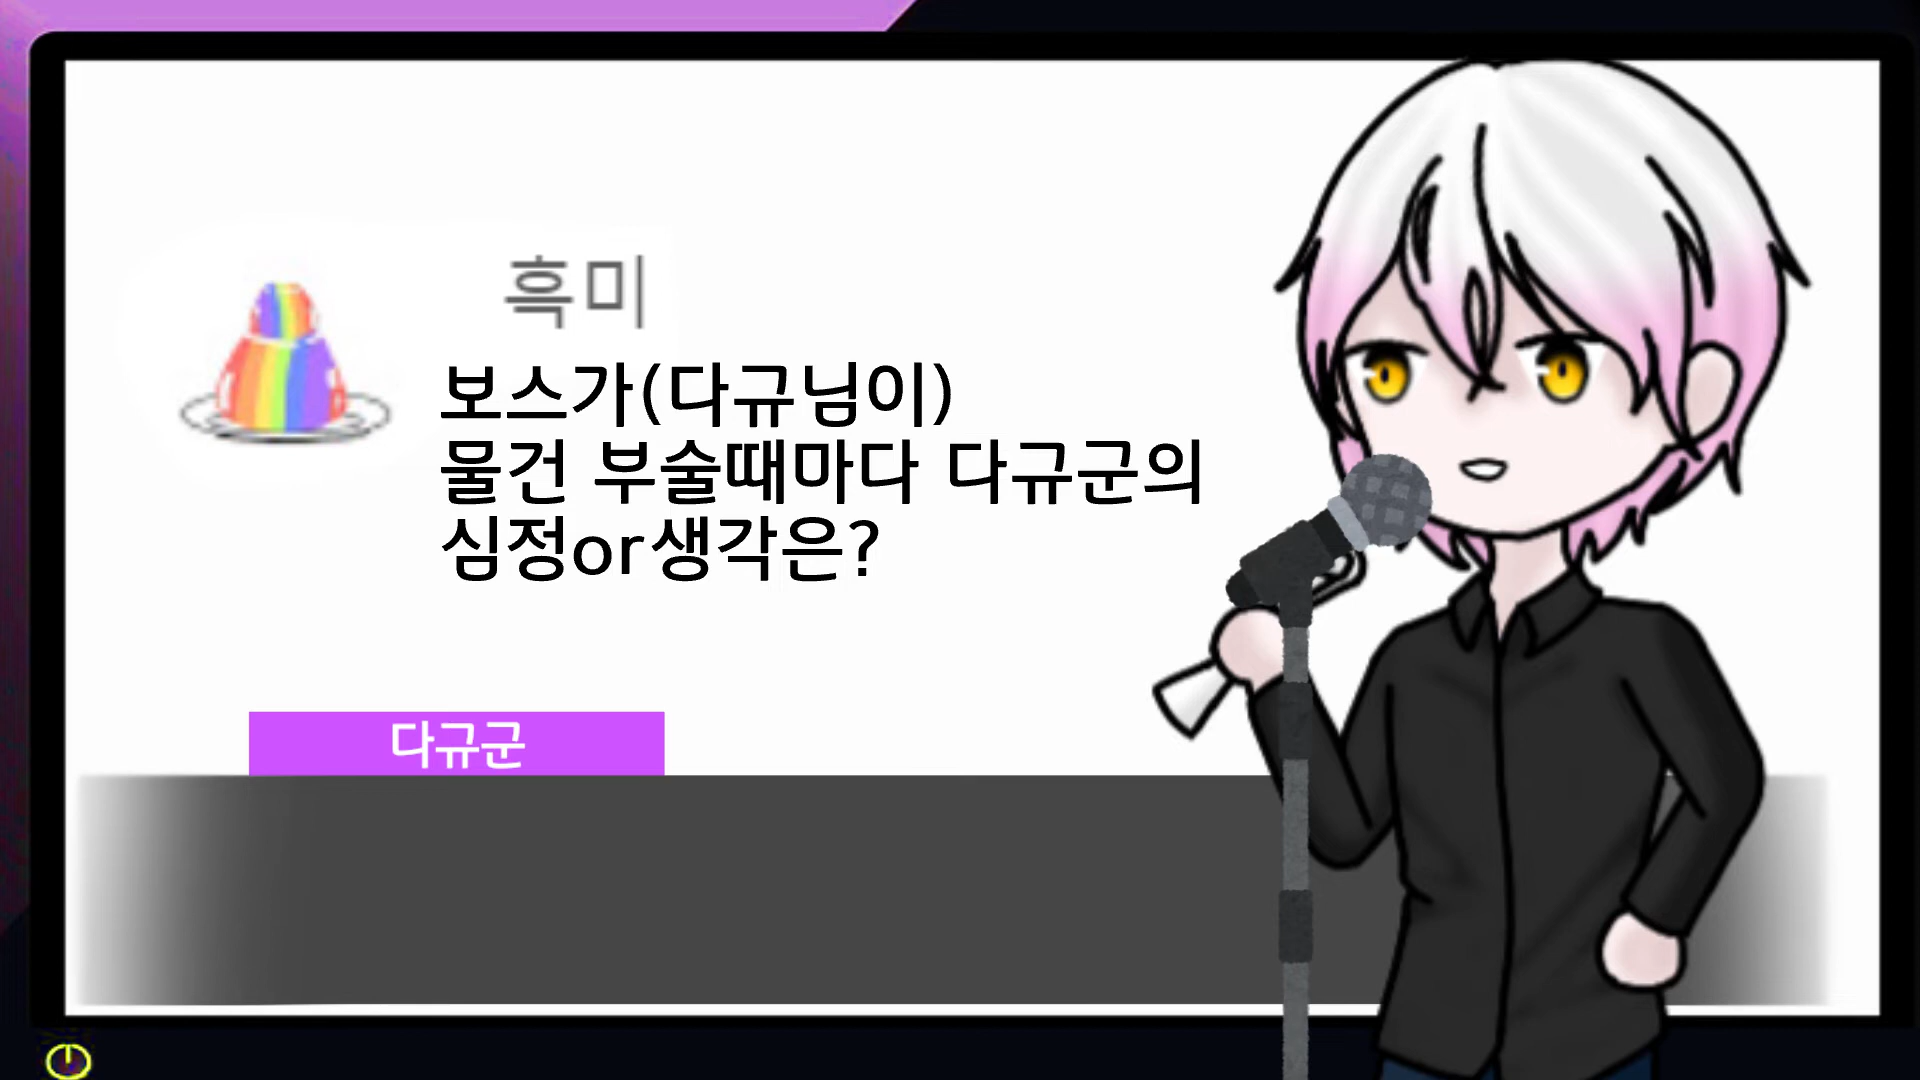 흑미
보스가(다규님이)
물건 부술때마다 다규군의
심정or생각은?
다규군